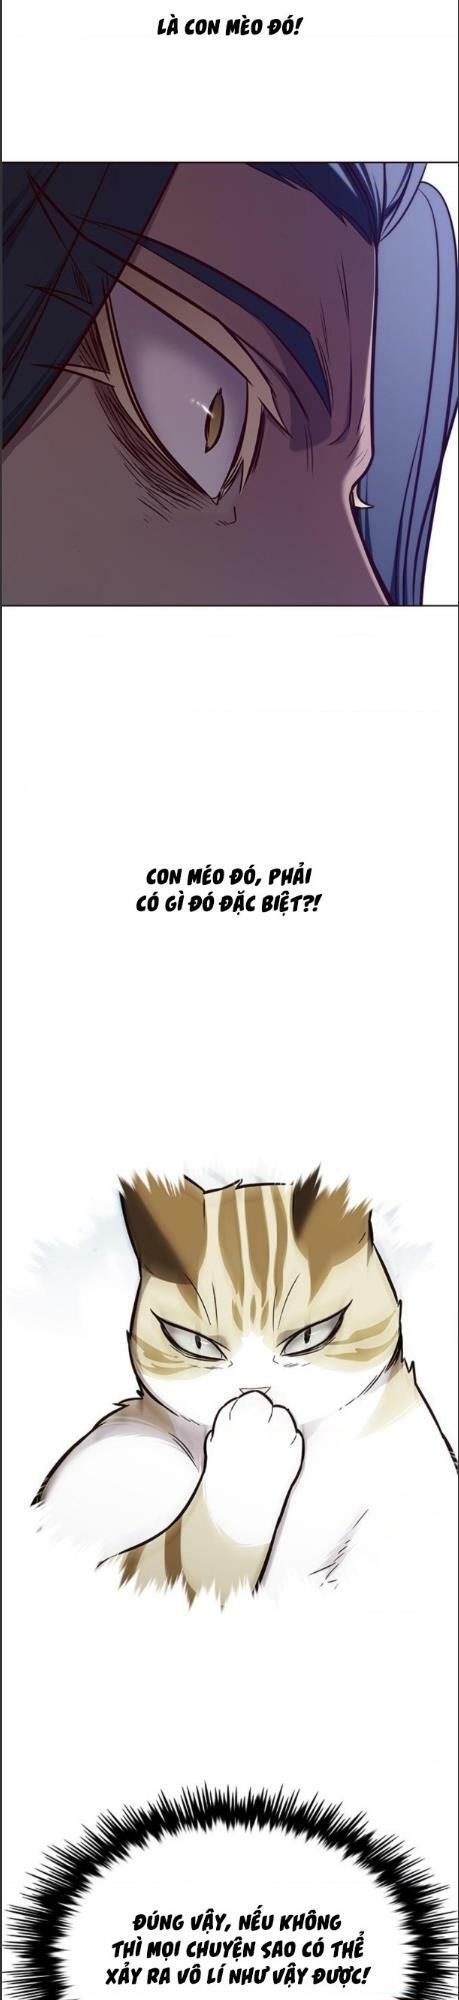 LÀ CON MÈO ĐÓ!
CON MÉO ĐÓ, PHẢI
CÓ GÌ ĐÓ ĐẶC BIỆT?!
ĐÚNG VẬY, NẾU KHÔNG
THÌ MỌI CHUYỆN SAO CÓ THỂ
XẢY RA VÔ LÍ NHƯ VẬY ĐƯỢC!